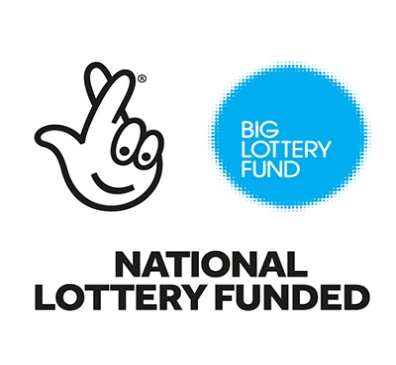 ®
BIG
LOTTERY
FUND
NATIONAL
LOTTERY FUNDED